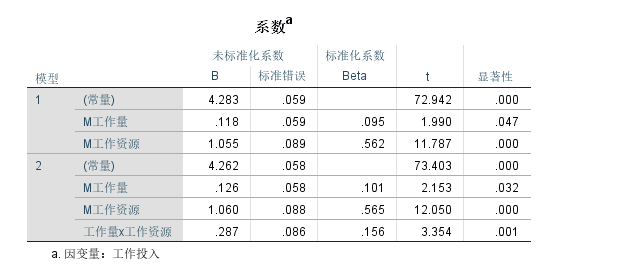 系数a
未标准化系数 标准化系数
模型 B 标准错误 Beta t 显著性
1 (常量) 4.283 .059 72.942 .000
M工作量 .118 .059 .095 1.990 .047
M工作资源 1.055 .089 .562 11.787 .000
2 (常量) 4.262 .058 73.403 .000
M工作量 .126 .058 .101 2.153 .032
M工作资源 1.060 .088 .565 12.050 .000
工作量x工作资源 .287 .086 .156 3.354 .001
a. 因变量：工作投入